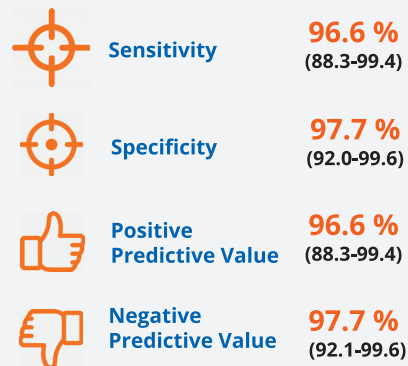 Sensitivity
96.6 %
(88.3-99.4)
Specificity
97.7 %
(92.0-99.6)
Positive
Predictive Value
96.6 %
(88.3-99.4)
Negative
Predictive Value
97.7 %
(92.1-99.6)